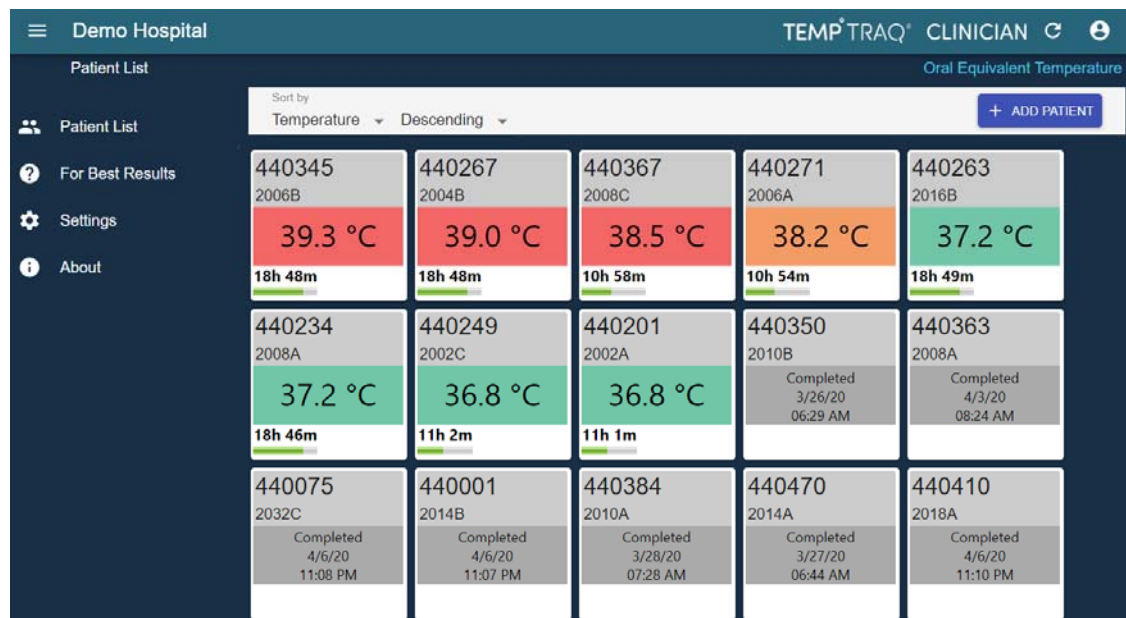 Demo Hospital
TEMP°TRAQ® CLINICIAN
Patient List
Oral Equivalent Temperature
Patient List
For Best Results
Settings
About
Sort by
Temperature Descending
+ ADD PATIENT
440345
2006B
39.3 °C
18h 48m
440267
2004B
39.0 °C
18h 48m
440367
2008C
38.5 °C
10h 58m
440271
2006A
38.2 °C
10h 54m
440263
2016B
37.2 °C
18h 49m
440234
2008A
37.2 °C
18h 46m
440249
2002C
36.8 °C
11h 2m
440201
2002A
36.8 °C
11h 1m
440350
2010B
Completed
3/26/20
06:29 AM
440363
2008A
Completed
4/3/20
08:24 AM
440075
2032C
Completed
4/6/20
11:08 PM
440001
2014B
Completed
4/6/20
11:07 PM
440384
2010A
Completed
3/28/20
07:28 AM
440470
2014A
Completed
3/27/20
06:44 AM
440410
2018A
Completed
4/6/20
11:10 PM